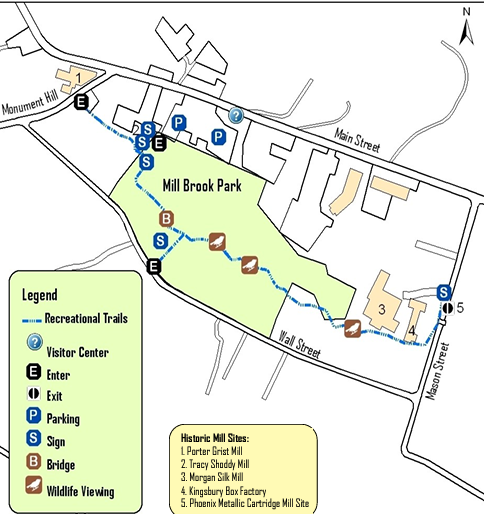 N
1
Monument Hill
E
P
?
S
2
S
E
P
S
Main Street
Mill Brook Park
B
S
E
S
3
4
5
Wall Street
Mason Street
Legend
Recreational Trails
? Visitor Center
E Enter
Exit
P Parking
S Sign
B Bridge
Wildlife Viewing
Historic Mill Sites:
1. Porter Grist Mill
2. Tracy Shoddy Mill
3. Morgan Silk Mill
4. Kingsbury Box Factory
5. Phoenix Metallic Cartridge Mill Site